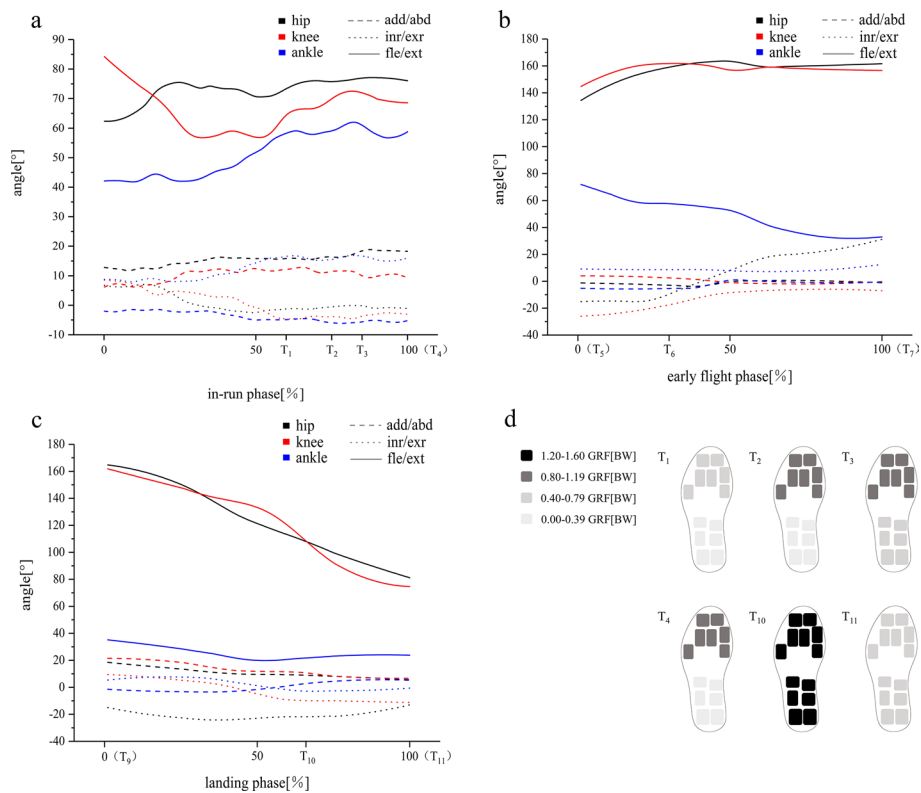 a
hip add/abd
knee inr/exr
ankle fle/ext
90
80
70
60
50
40
30
20
10
0
-10
angle[°]
0 50 T1 T2 T3 100 (T4)
in-run phase[%]
b
hip add/abd
knee inr/exr
ankle fle/ext
180
160
140
120
100
80
60
40
20
0
-20
-40
angle[°]
0 (T5) T6 50 100 (T7)
early flight phase[%]
c
hip add/abd
knee inr/exr
ankle fle/ext
180
160
140
120
100
80
60
40
20
0
-20
-40
angle[°]
0 (T9) 50 T10 100 (T11)
landing phase[%]
d
1.20-1.60 GRF[BW]
0.80-1.19 GRF[BW]
0.40-0.79 GRF[BW]
0.00-0.39 GRF[BW]
T1 T2 T3
T4 T10 T11